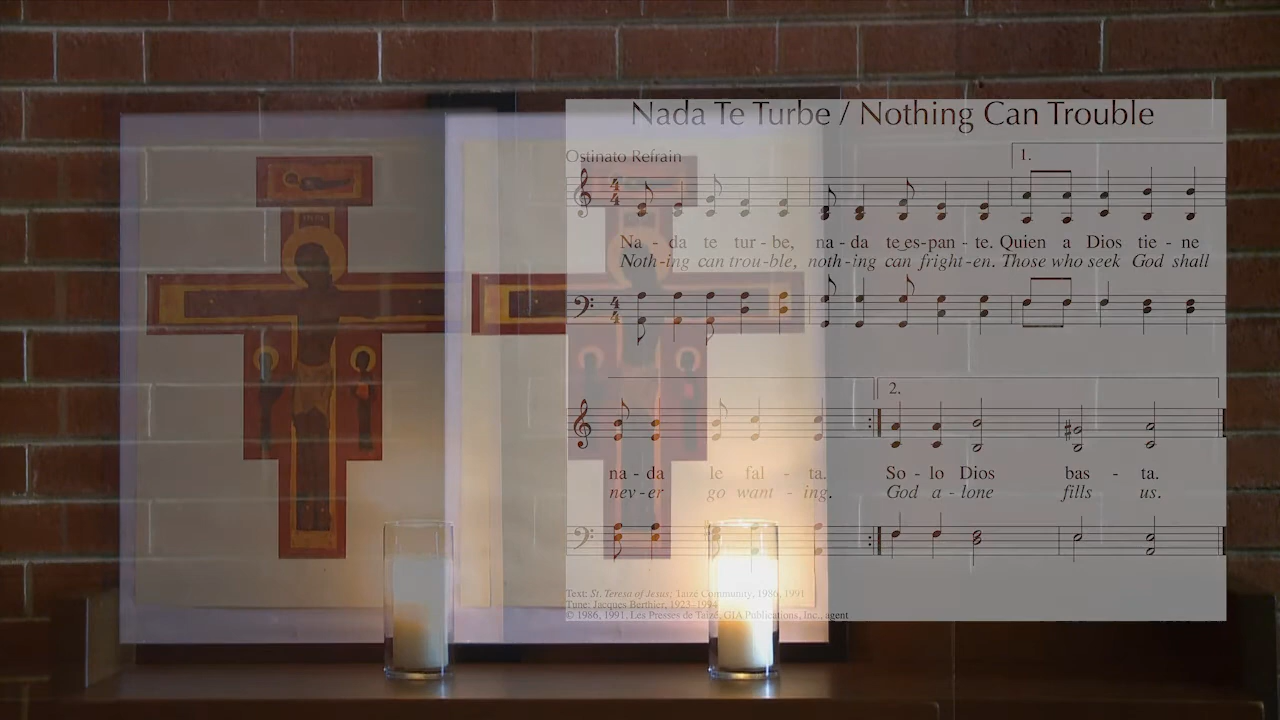 Nada Te Turbe / Nothing Can Trouble
Ostinato Refrain
1.
Na - da te tur - be, na - da te es - pan - te. Quien a Dios tie - ne
Noth - ing can trou - ble, noth - ing can fright - en. Those who seek God shall
2.
na - da le fal - ta. So - lo Dios bas - ta.
nev - er go want - ing. God a - lone fills us.
Text: St. Teresa of Jesus; Taizé Community, 1986, 1991
Tune: Jacques Berthier, 1923–1994
© 1986, 1991, Les Presses de Taizé, GIA Publications, Inc., agent